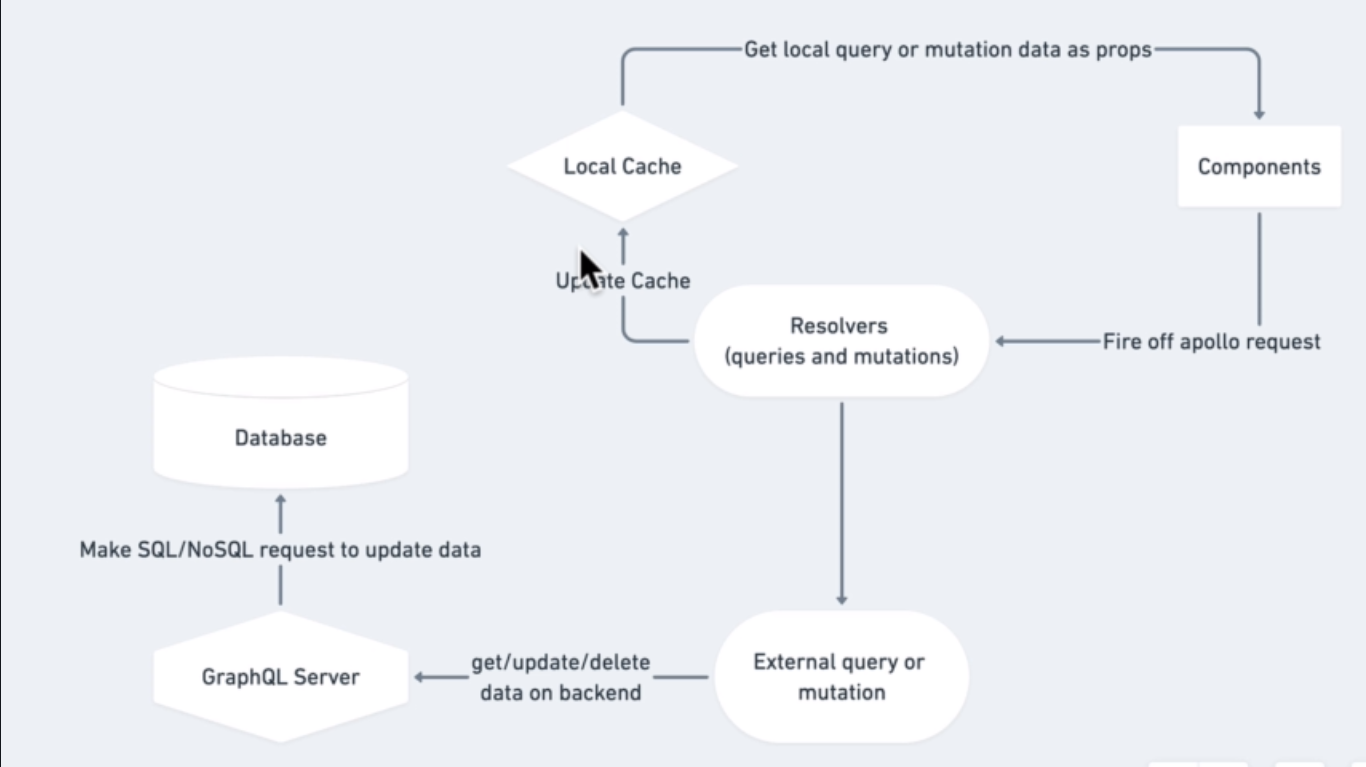 Get local query or mutation data as props
Local Cache
Components
Update Cache
Resolvers
(queries and mutations)
Fire off apollo request
Database
Make SQL/NoSQL request to update data
GraphQL Server
get/update/delete
data on backend
External query or
mutation